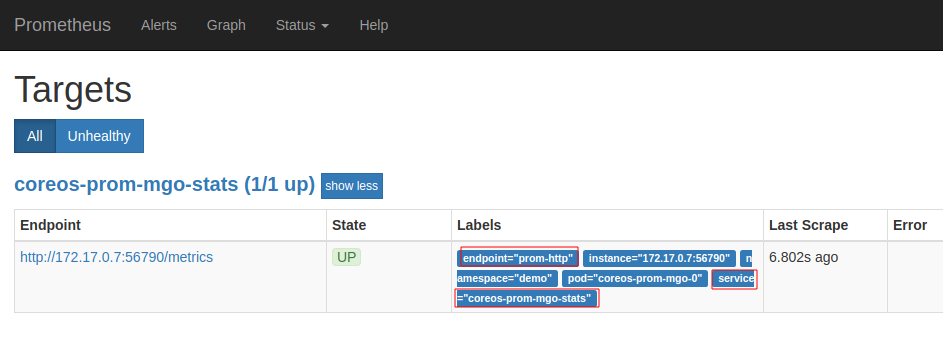 Prometheus Alerts Graph Status Help
Targets
All Unhealthy
coreos-prom-mgo-stats (1/1 up) show less
Endpoint State Labels Last Scrape Error
http://172.17.0.7:56790/metrics UP endpoint="prom-http" instance="172.17.0.7:56790" n 6.802s ago
amespace="demo" pod="coreos-prom-mgo-0" service
="coreos-prom-mgo-stats"